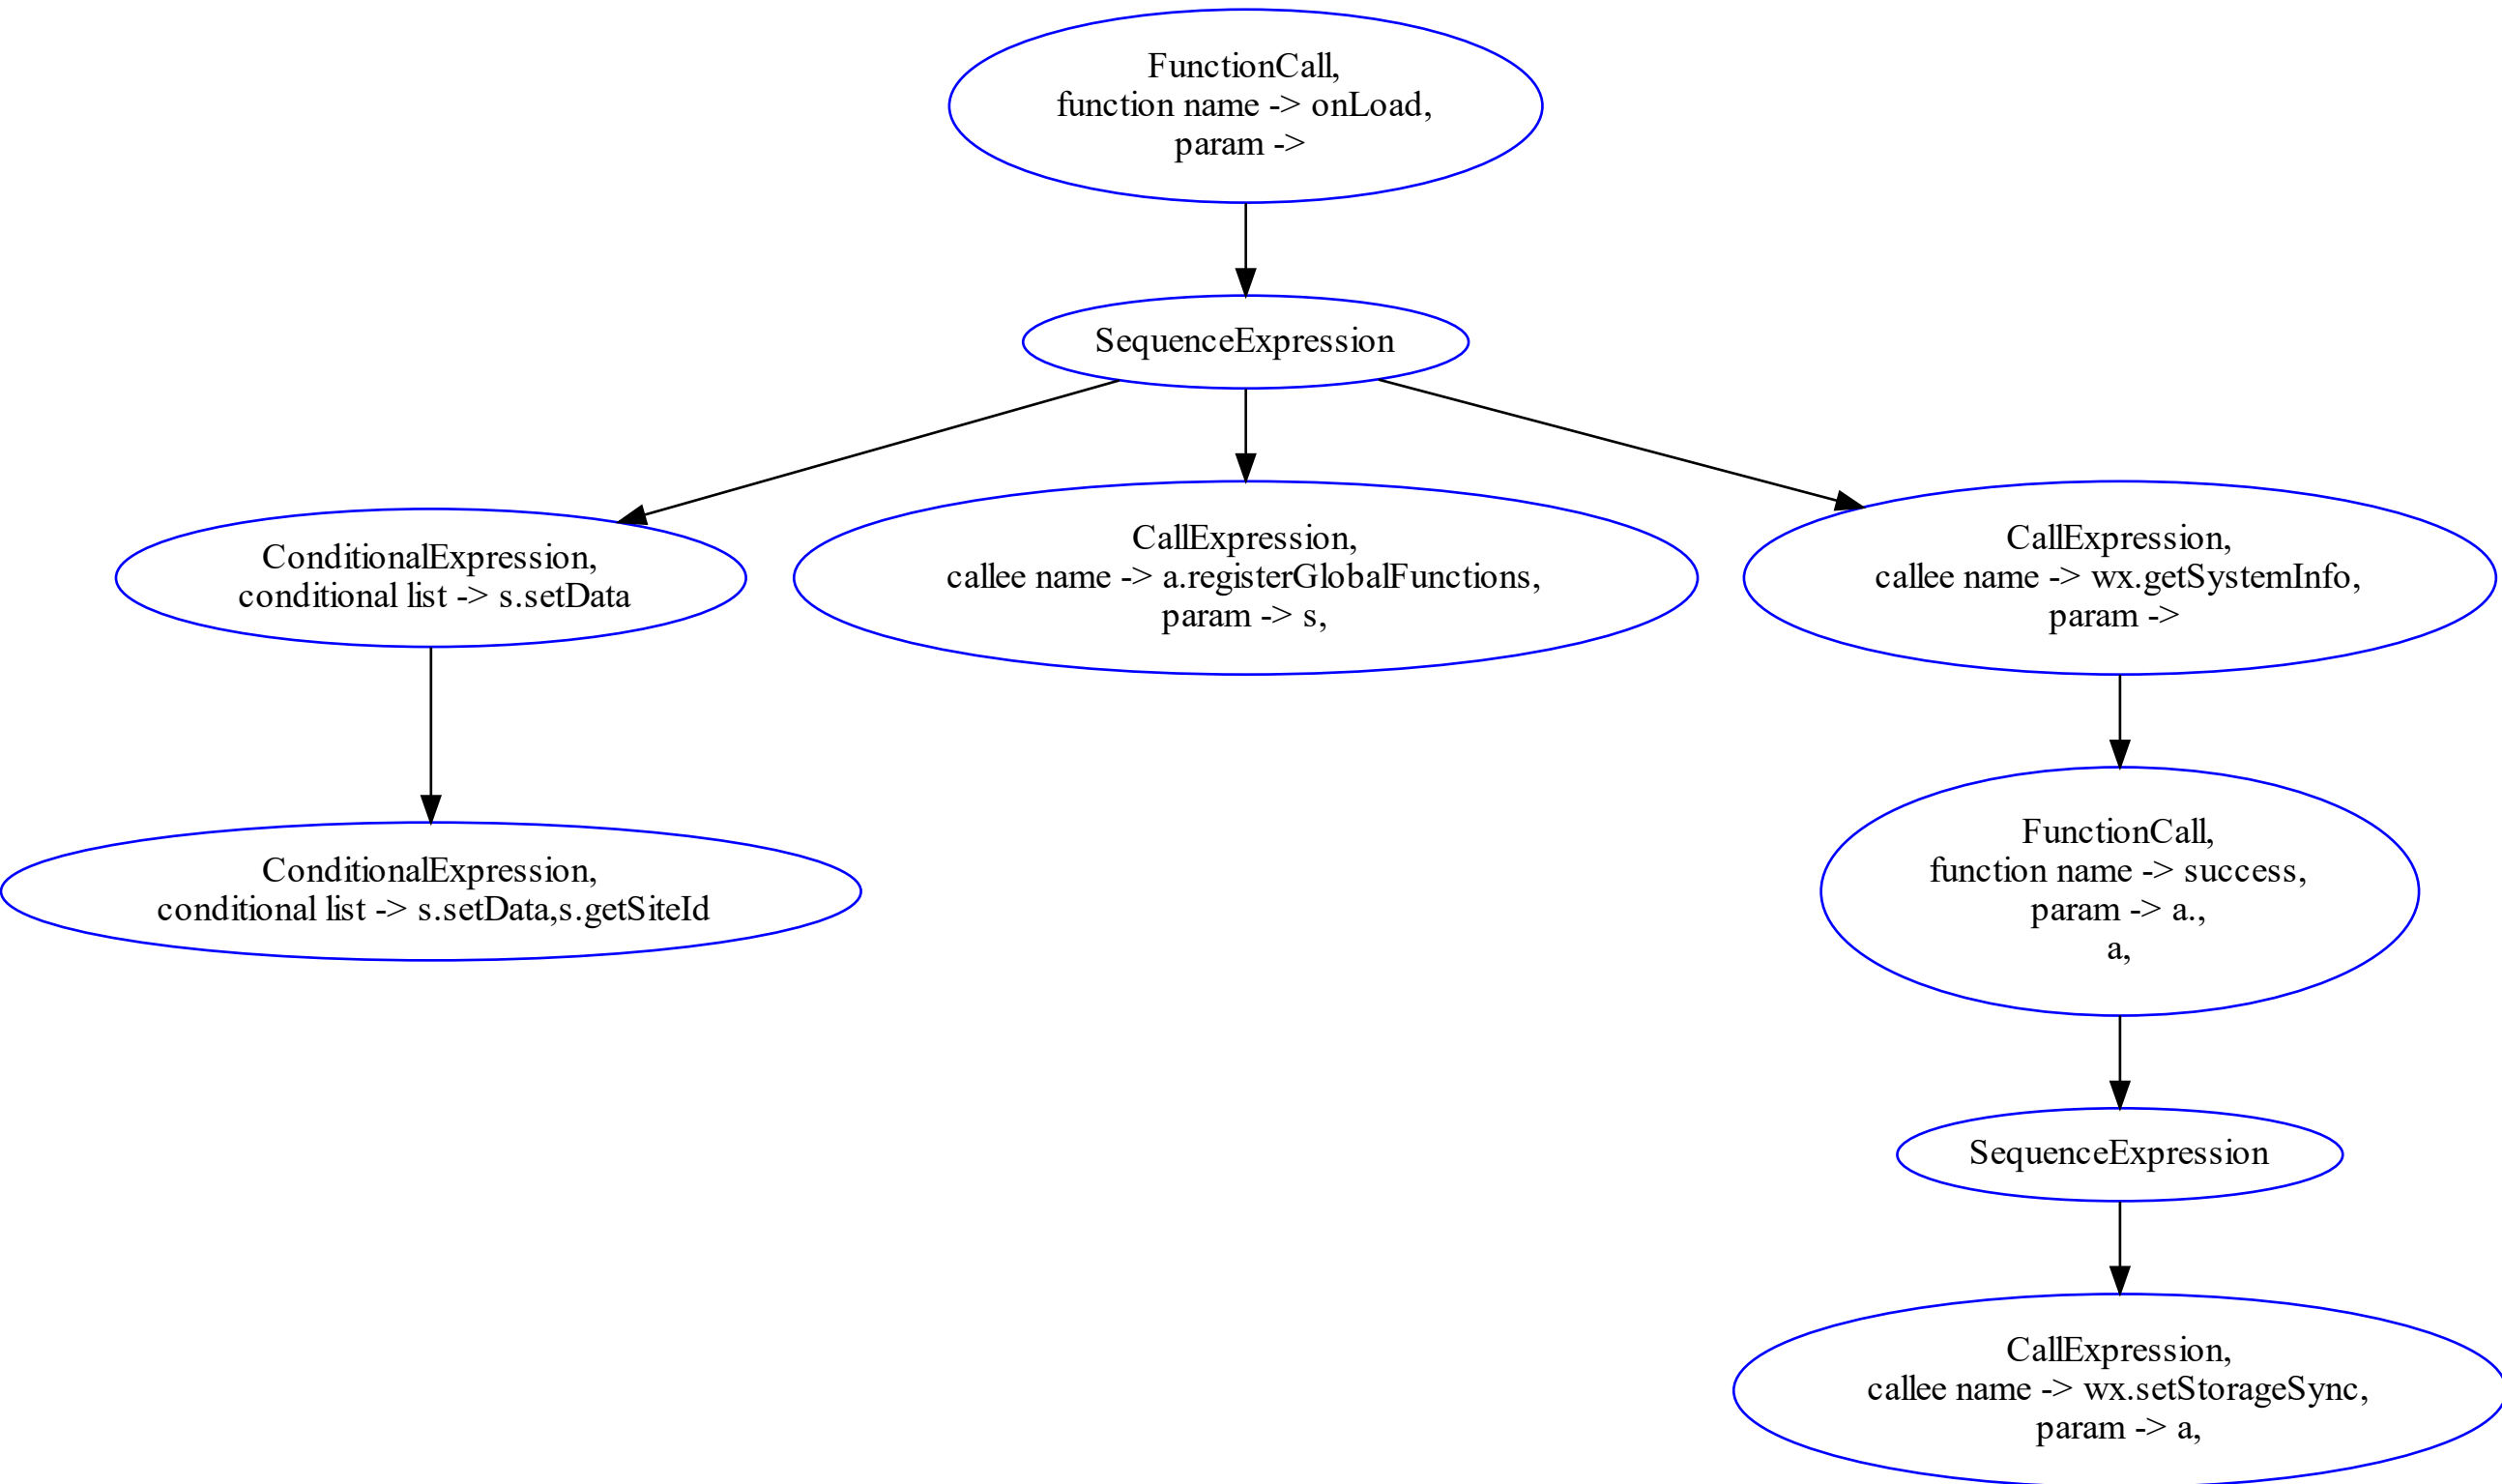 FunctionCall,
function name -> onLoad,
param ->
SequenceExpression
ConditionalExpression,
conditional list -> s.setData
CallExpression,
callee name -> a.registerGlobalFunctions,
param -> s,
CallExpression,
callee name -> wx.getSystemInfo,
param ->
ConditionalExpression,
conditional list -> s.setData,s.getSiteId
FunctionCall,
function name -> success,
param -> a.,
a,
SequenceExpression
CallExpression,
callee name -> wx.setStorageSync,
param -> a,